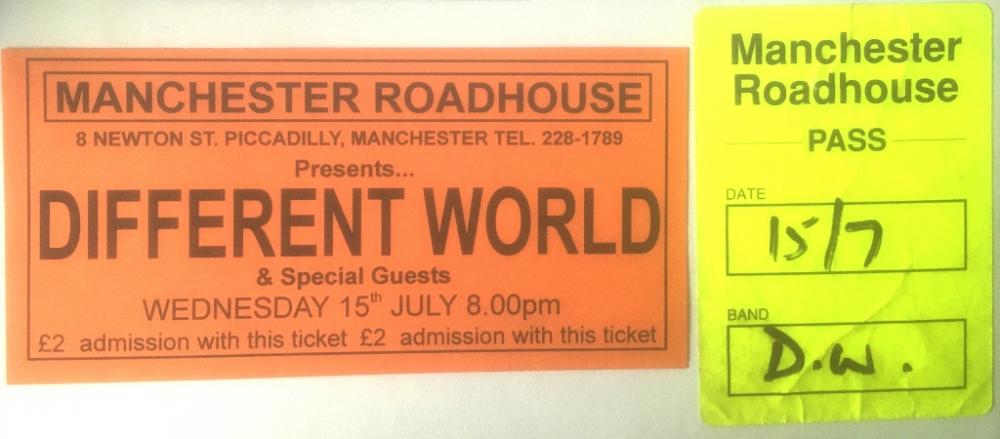 MANCHESTER ROADHOUSE
8 NEWTON ST. PICCADILLY, MANCHESTER TEL. 228-1789
Presents...
DIFFERENT WORLD
& Special Guests
WEDNESDAY 15th JULY 8.00pm
£2 admission with this ticket £2 admission with this ticket
Manchester
Roadhouse
PASS
DATE
15/7
BAND
D.W.